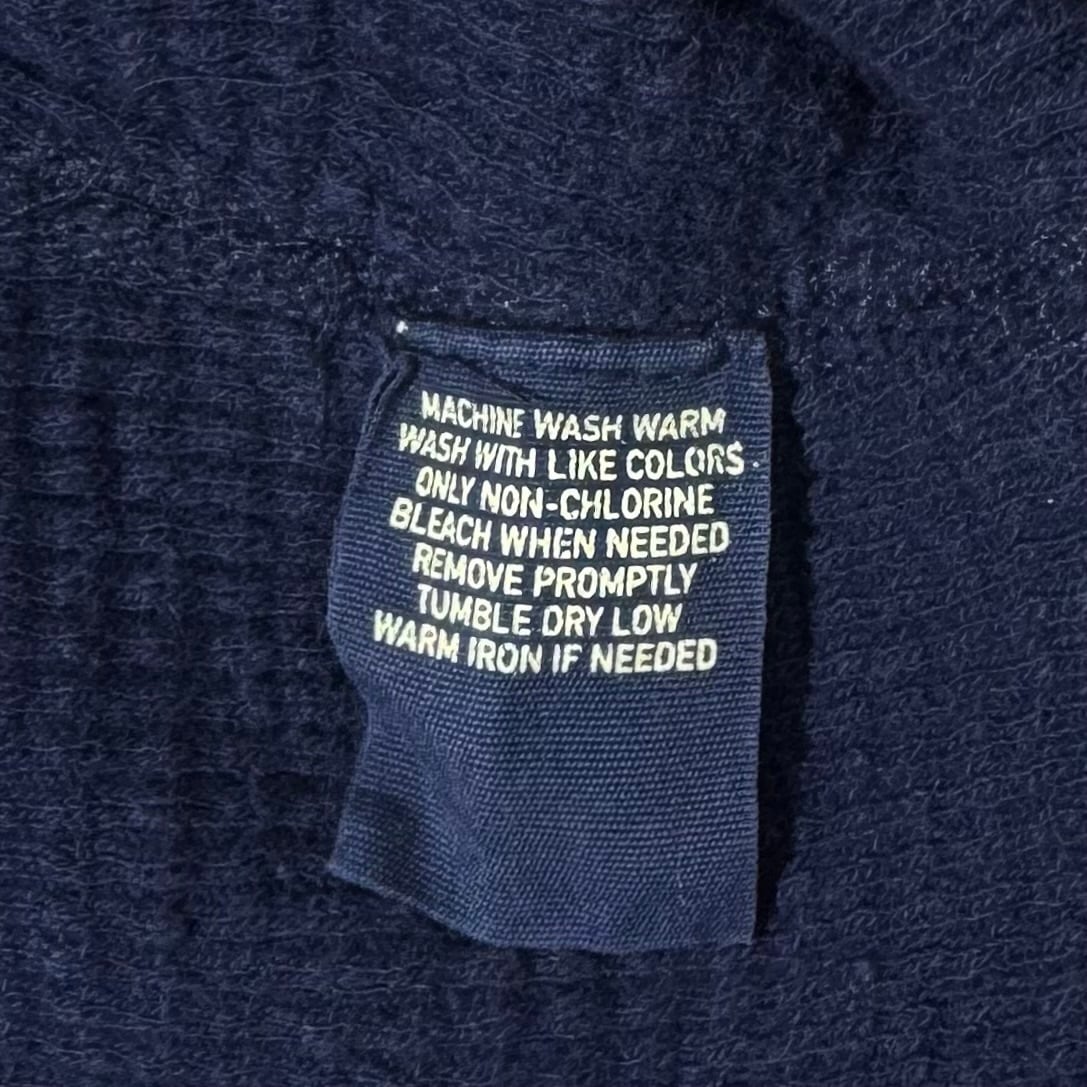 MACHINE WASH WARM
WASH WITH LIKE COLORS
ONLY NON-CHLORINE
BLEACH WHEN NEEDED
REMOVE PROMPTLY
TUMBLE DRY LOW
WARM IRON IF NEEDED